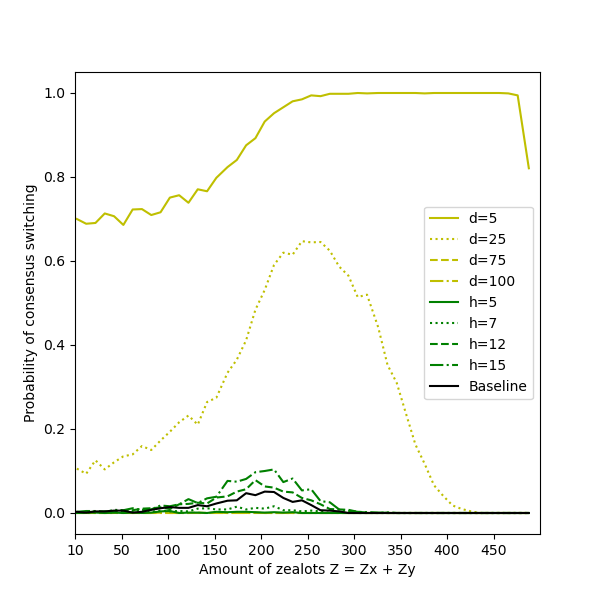 Probability of consensus switching
1.0
0.8
0.6
0.4
0.2
0.0
d=5
d=25
d=75
d=100
h=5
h=7
h=12
h=15
Baseline
10 50 100 150 200 250 300 350 400 450
Amount of zealots Z = Zx + Zy